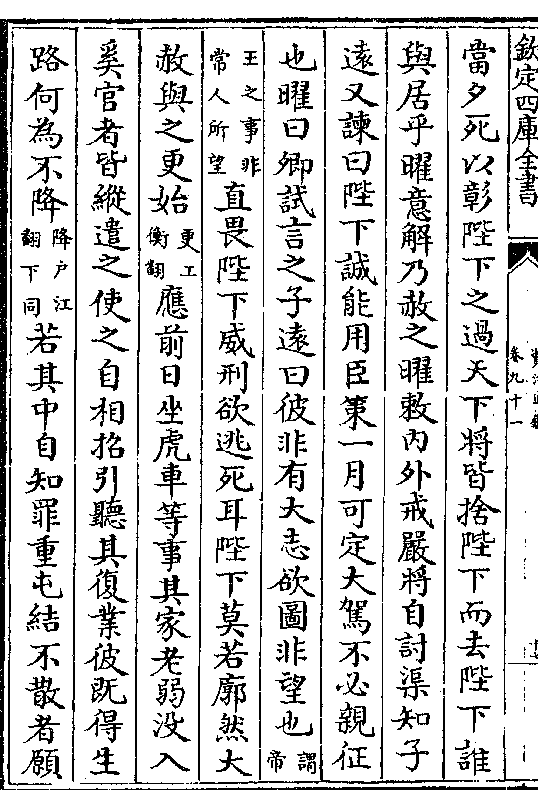 欽定四庫全書
卷九十一
當夕死以彰陛下之過天下將皆捨陛下而去陛下誰
與居乎曜意解乃赦之曜敕內外戒嚴將自討渠知子
遠又諫曰陛下誠能用臣策一月可定大駕不必親征
也曜曰卿試言之子遠曰彼非有大志欲圖非望也謂帝
王之事非常人所望直畏陛下威刑欲逃死耳陛下莫若廓然大
赦與之更始更工衡翻應前日坐虎車等事其家老弱没入
奚官者皆縱遣之使之自相招引聽其復業彼既得生
路何為不降降户江翻下同若其中自知罪重屯結不散者願